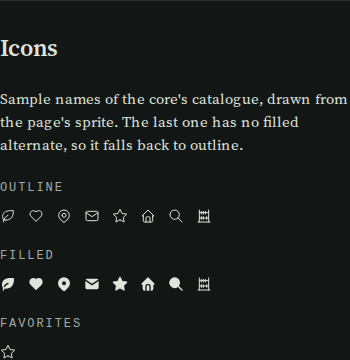 Icons
Sample names of the core's catalogue, drawn from
the page's sprite. The last one has no filled
alternate, so it falls back to outline.
OUTLINE
FILLED
FAVORITES